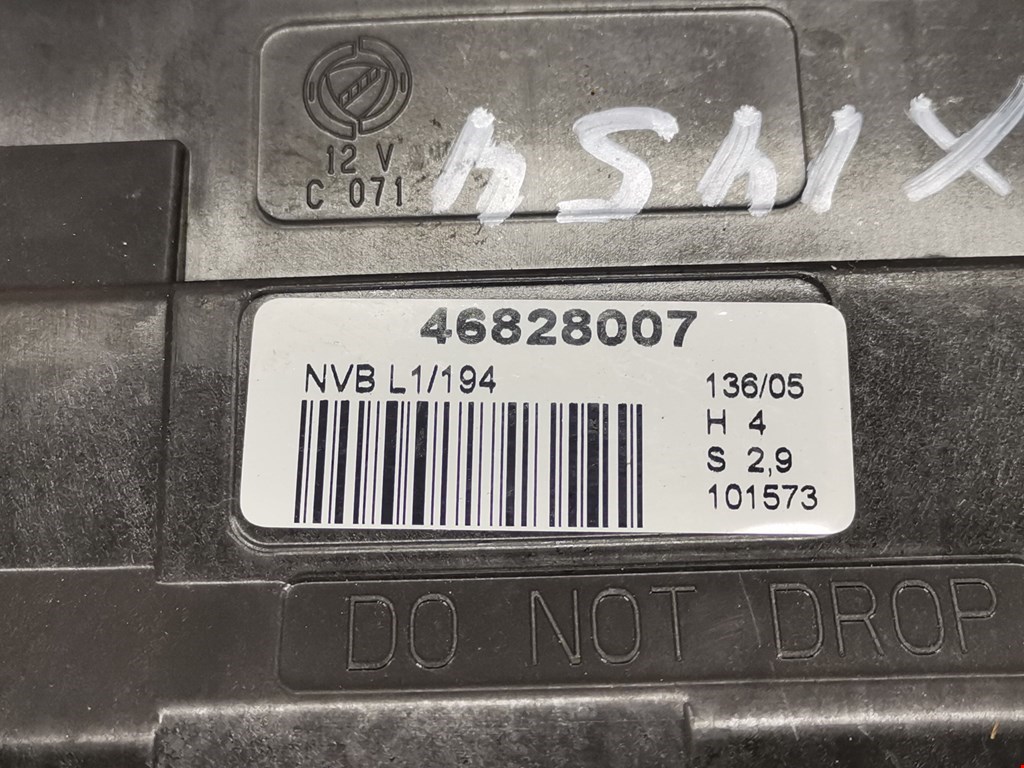 12 V
C 071
46828007
NVB L1/194
136/05
H 4
S 2,9
101573
DO NOT DROP